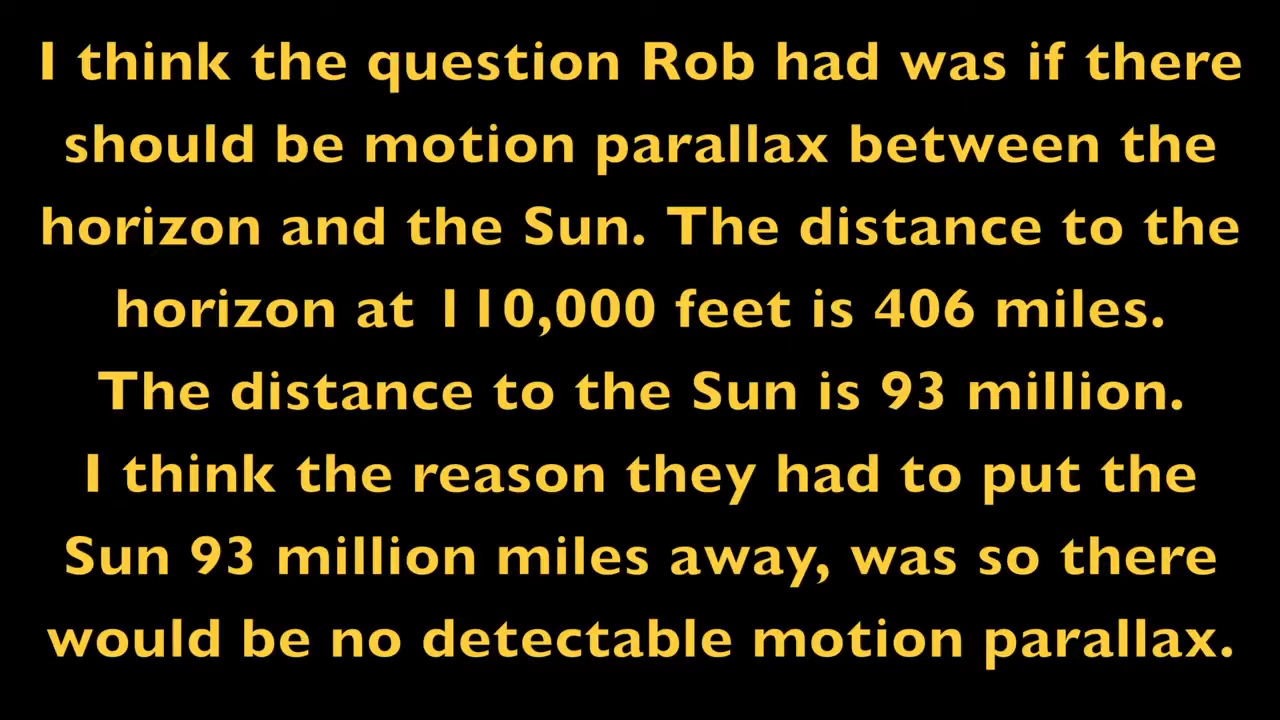 I think the question Rob had was if there
should be motion parallax between the
horizon and the Sun. The distance to the
horizon at 110,000 feet is 406 miles.
The distance to the Sun is 93 million.
I think the reason they had to put the
Sun 93 million miles away, was so there
would be no detectable motion parallax.